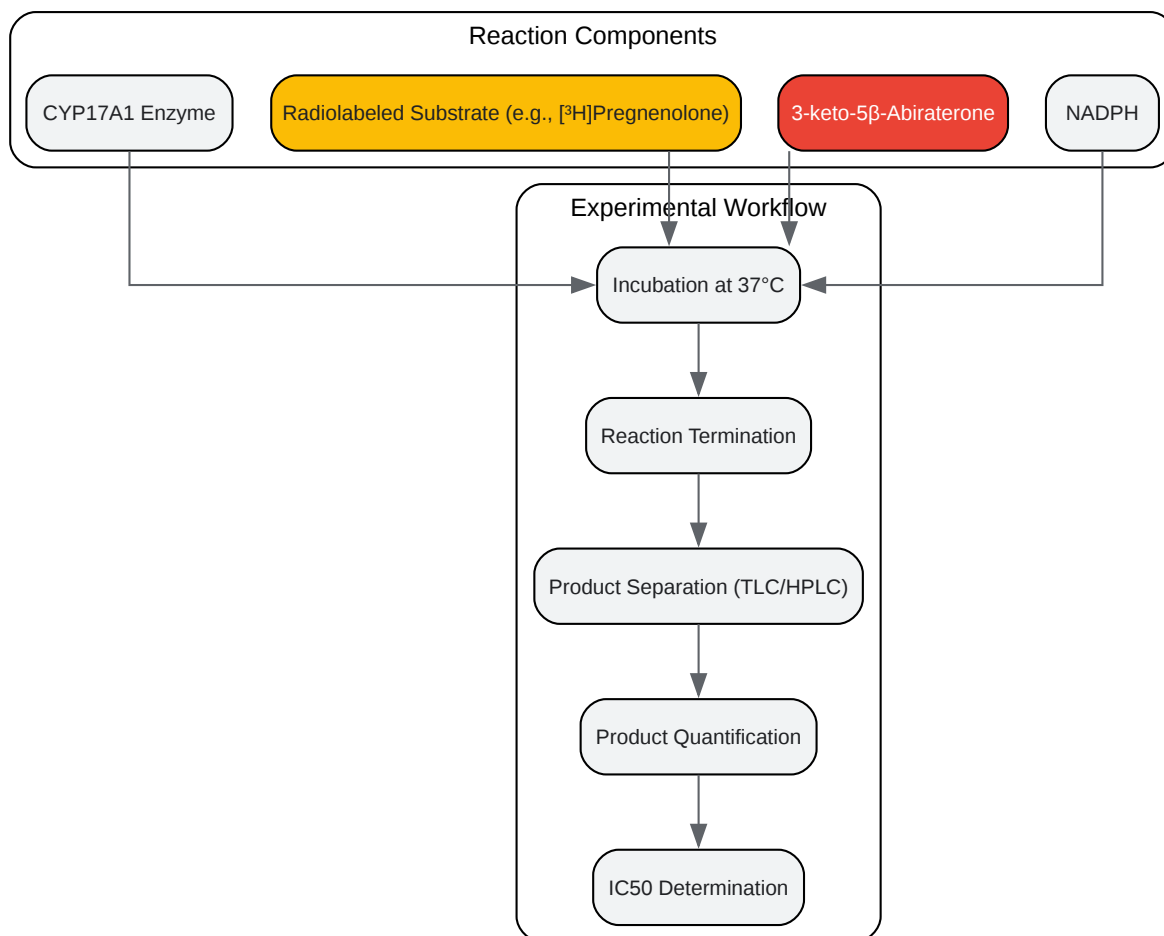 Reaction Components
CYP17A1 Enzyme
Radiolabeled Substrate (e.g., [³H]Pregnenolone)
3-keto-5β-Abiraterone
NADPH
Experimental Workflow
Incubation at 37°C
Reaction Termination
Product Separation (TLC/HPLC)
Product Quantification
IC50 Determination